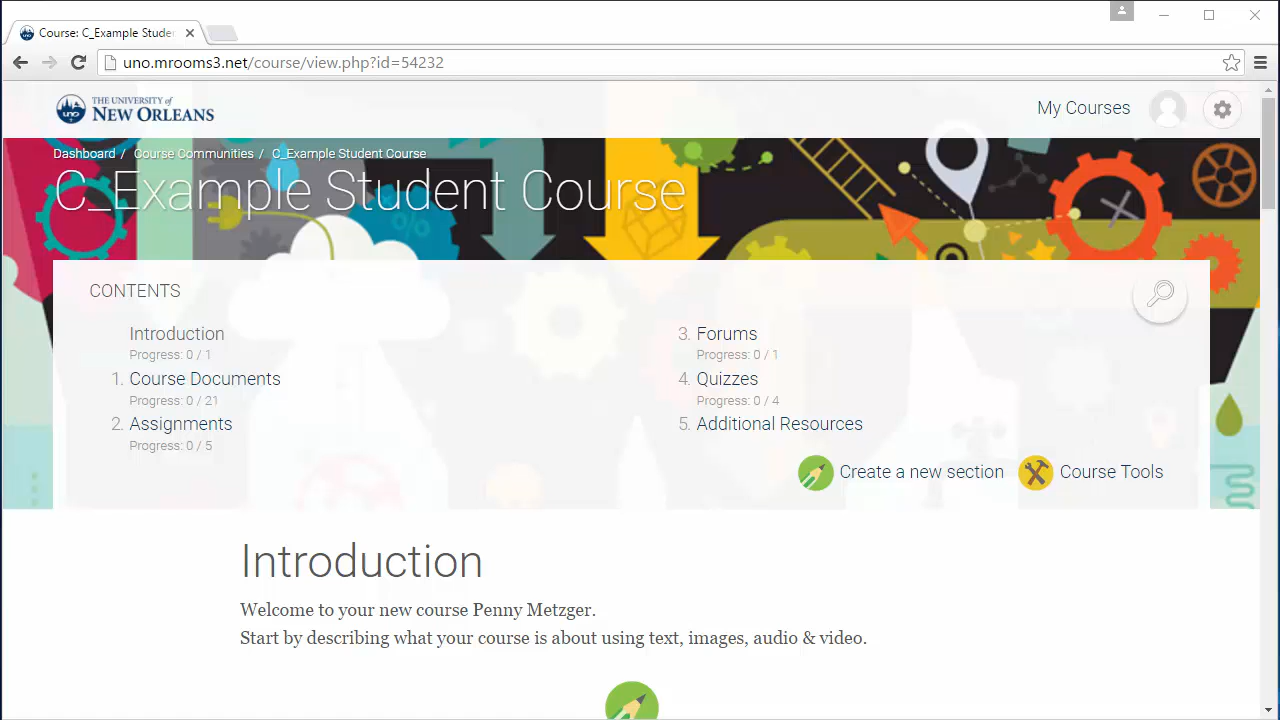 Course: C_Example Stude
uno.mrooms3.net/course/view.php?id=54232
uno
THE UNIVERSITY of
NEW ORLEANS
My Courses
Dashboard / Course Communities / C_Example Student Course
C_Example Student Course
CONTENTS
Introduction
Progress: 0 / 1
1. Course Documents
Progress: 0 / 21
2. Assignments
Progress: 0 / 5
3. Forums
Progress: 0 / 1
4. Quizzes
Progress: 0 / 4
5. Additional Resources
Create a new section
Course Tools
Introduction
Welcome to your new course Penny Metzger.
Start by describing what your course is about using text, images, audio & video.